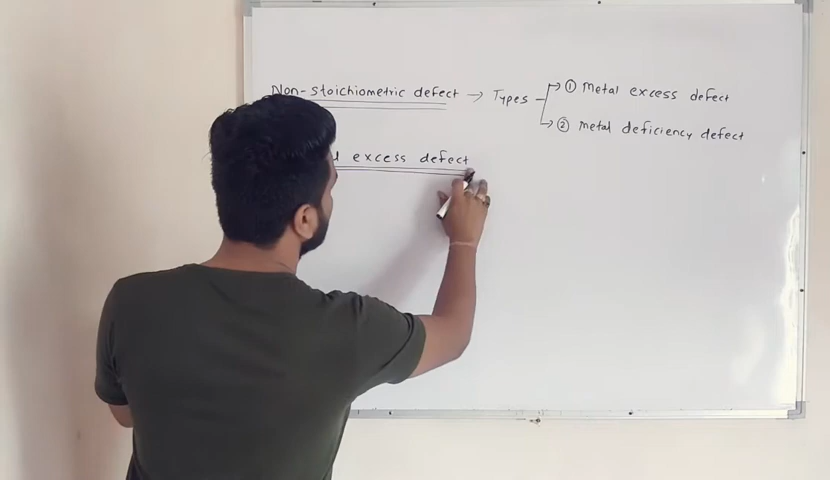 Non-stoichiometric defect → Types → ① Metal excess defect
→ ② Metal deficiency defect
excess defect